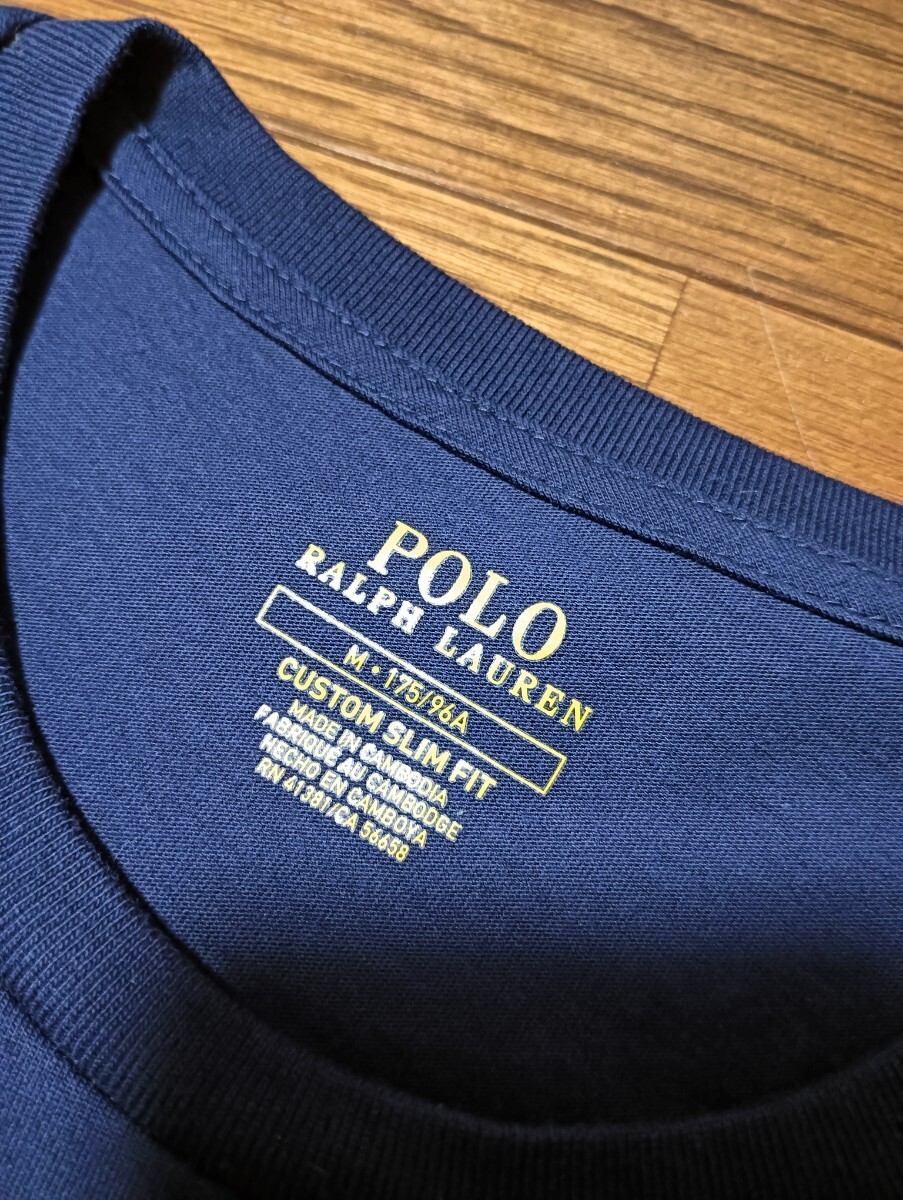 POLO
RALPH LAUREN
M • 175/96A
CUSTOM SLIM FIT
MADE IN CAMBODIA
FABRIQUE AU CAMBODGE
HECHO EN CAMBOYA
RN 41381/CA 56658